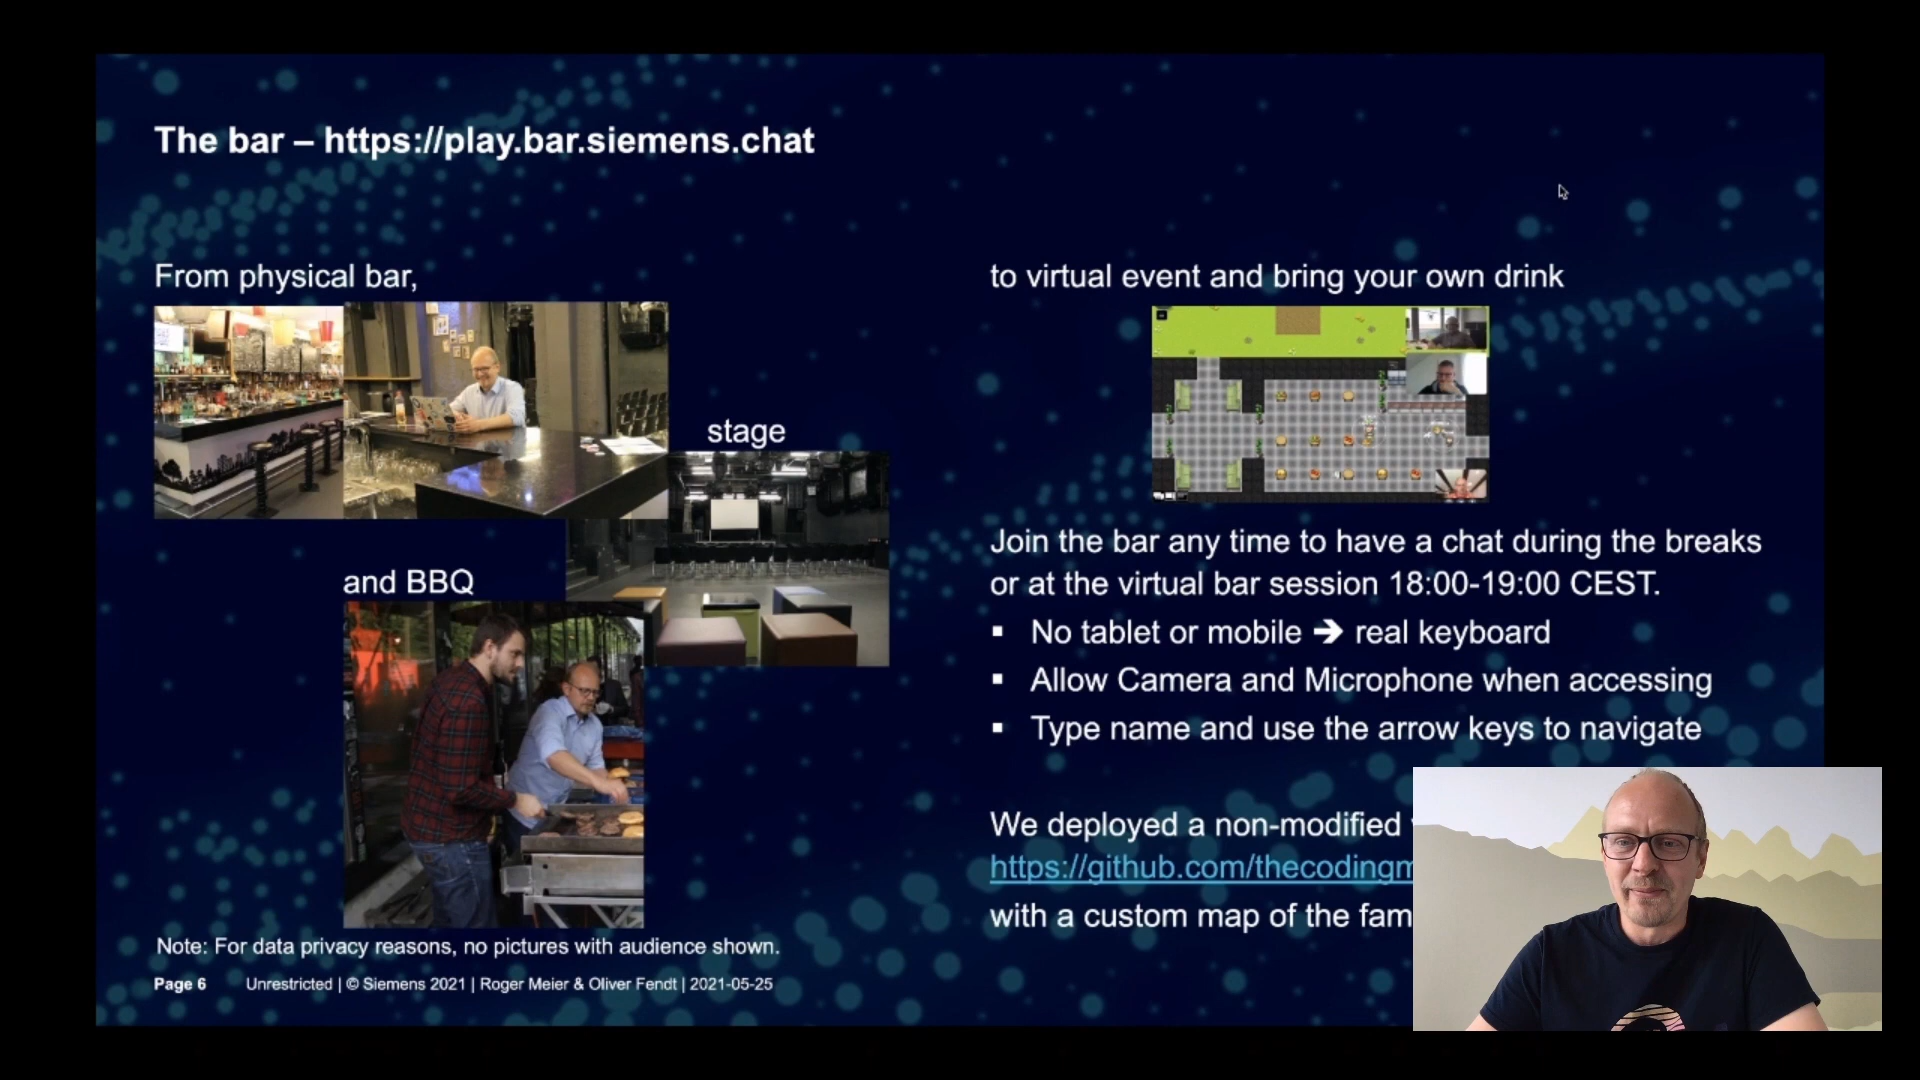 The bar – https://play.bar.siemens.chat
From physical bar,
stage
and BBQ
Note: For data privacy reasons, no pictures with audience shown.
to virtual event and bring your own drink
Join the bar any time to have a chat during the breaks
or at the virtual bar session 18:00-19:00 CEST.
▪ No tablet or mobile ➔ real keyboard
▪ Allow Camera and Microphone when accessing
▪ Type name and use the arrow keys to navigate
We deployed a non-modified
https://github.com/thecodingm
with a custom map of the fam
Page 6 Unrestricted | © Siemens 2021 | Roger Meier & Oliver Fendt | 2021-05-25